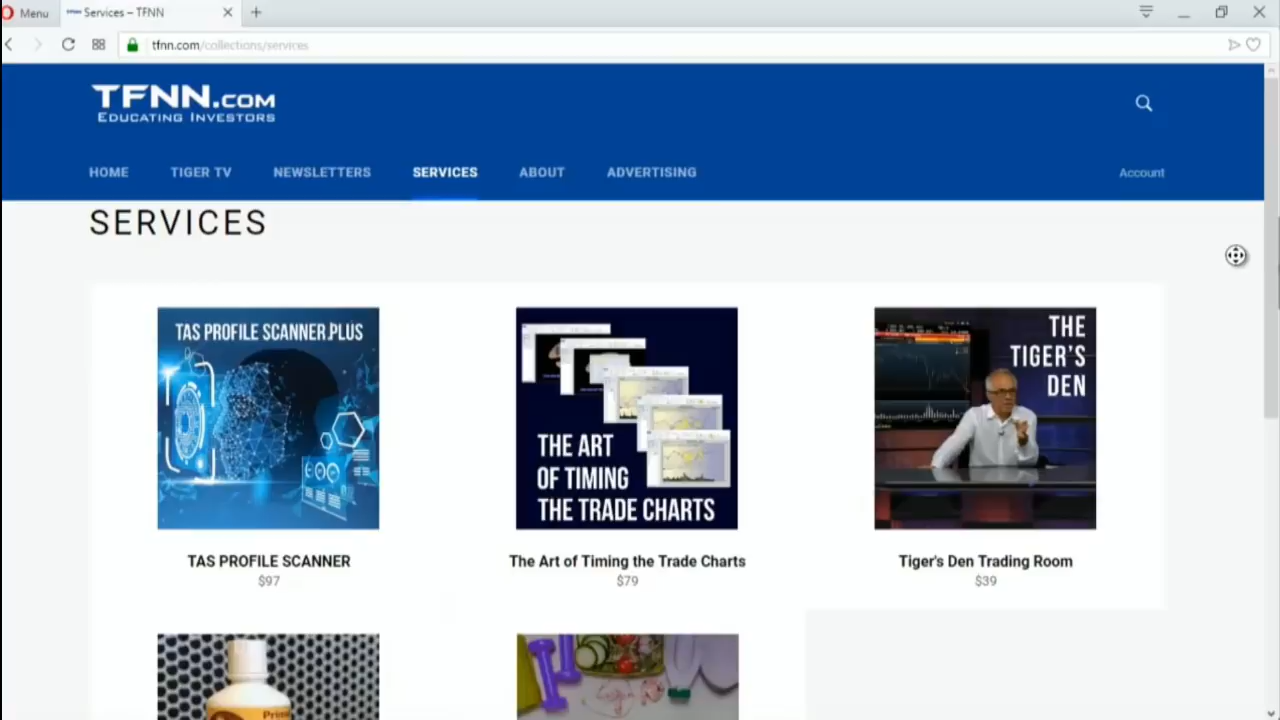 Menu
Services – TFNN
tfnn.com/collections/services
TFNN.COM
EDUCATING INVESTORS
HOME TIGER TV NEWSLETTERS SERVICES ABOUT ADVERTISING Account
SERVICES
TAS PROFILE SCANNER PLUS
THE ART
OF TIMING
THE TRADE CHARTS
THE
TIGER'S
DEN
TAS PROFILE SCANNER
$97
The Art of Timing the Trade Charts
$79
Tiger's Den Trading Room
$39